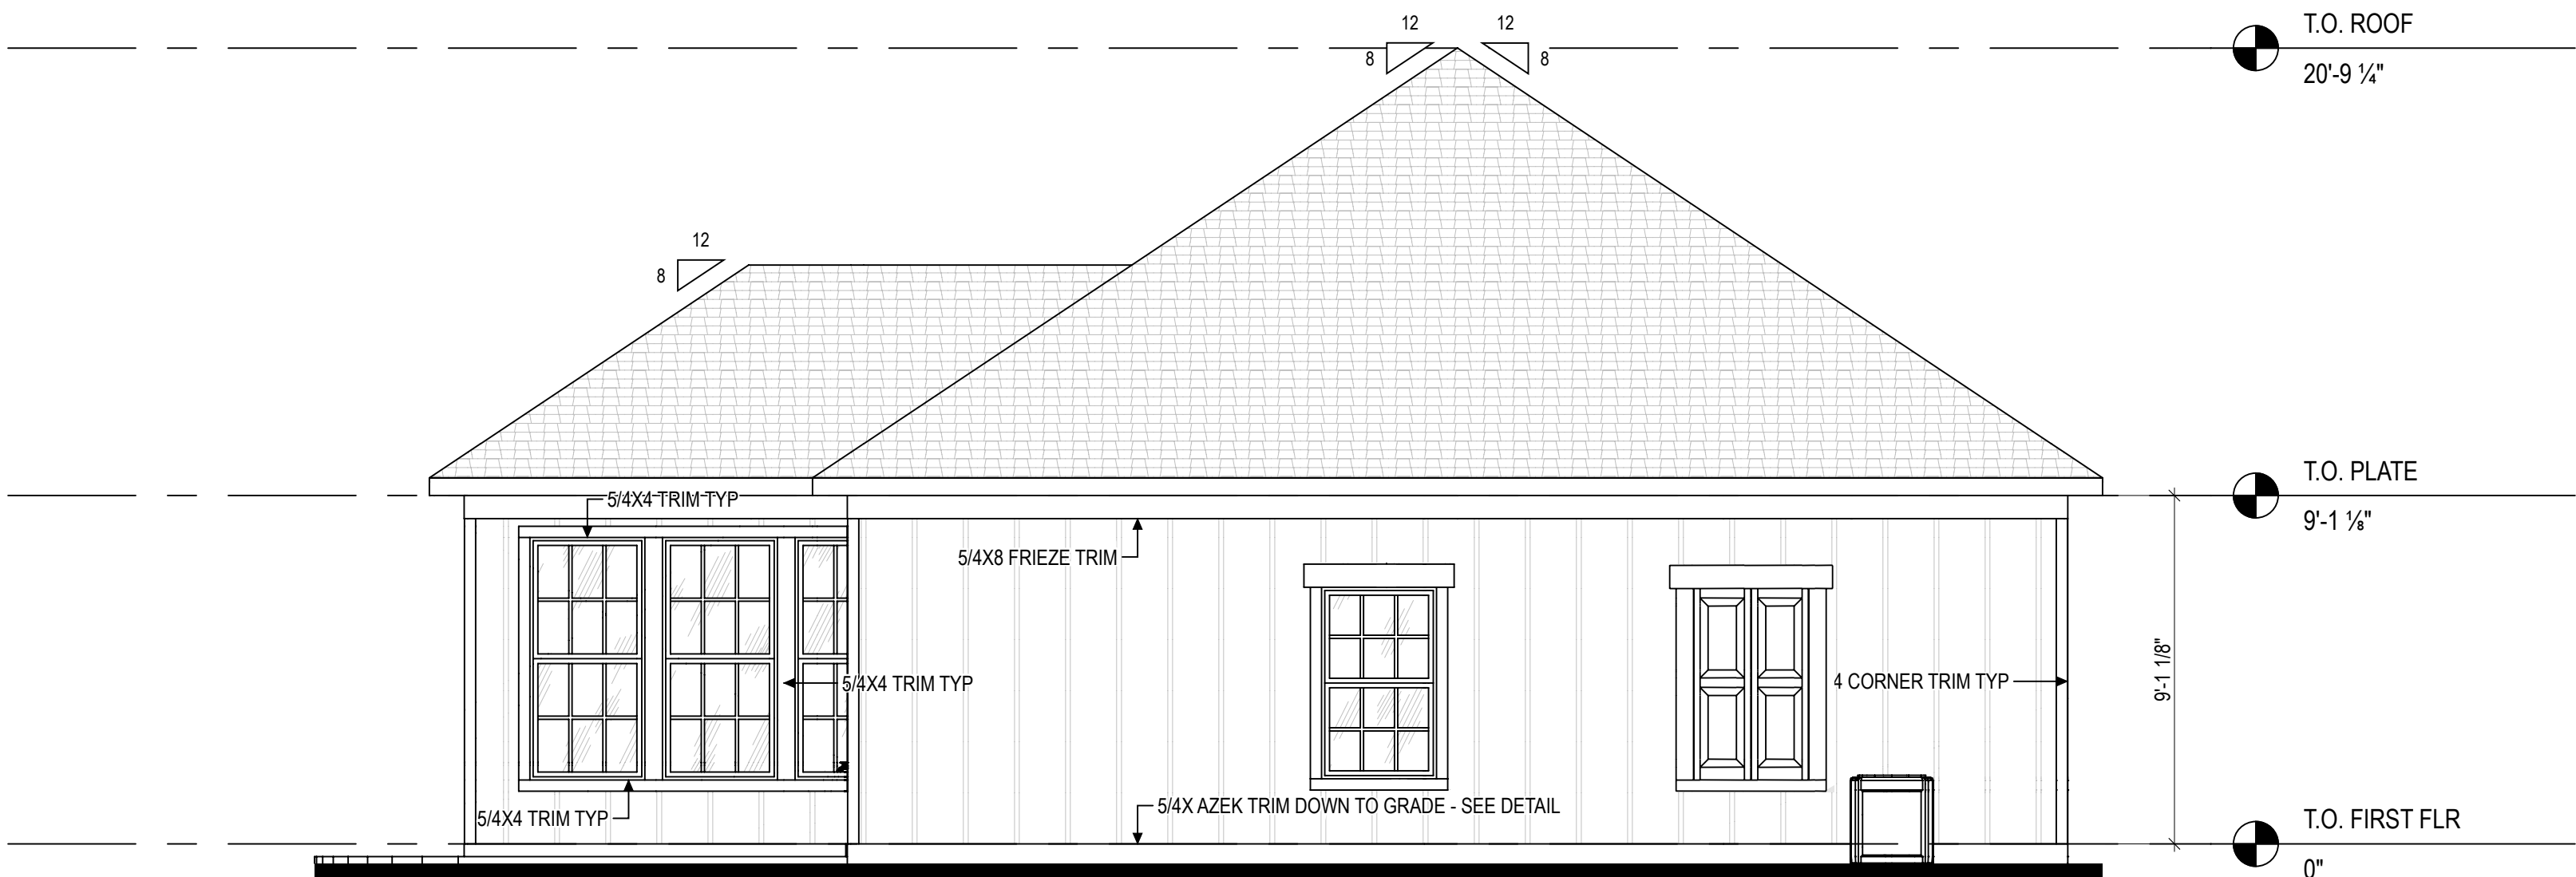 12
12
T.O. ROOF
8
8
20'-9 ¼"
12
8
T.O. PLATE
5/4X4 TRIM TYP
9'-1 ⅛"
5/4X8 FRIEZE TRIM
9'-1 1/8"
5/4X4 TRIM TYP
4 CORNER TRIM TYP
5/4X AZEK TRIM DOWN TO GRADE - SEE DETAIL
5/4X4 TRIM TYP
T.O. FIRST FLR
0"